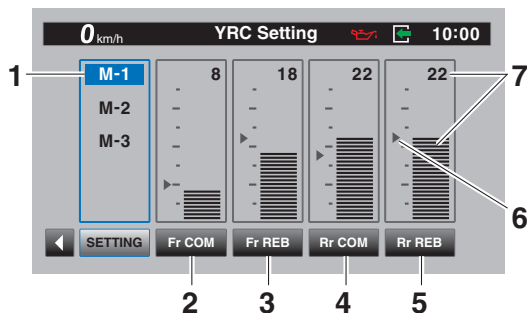 0 km/h YRC Setting 10:00
1 M-1 8 18 22 22 7
M-2
M-3
6
SETTING Fr COM Fr REB Rr COM Rr REB
2 3 4 5